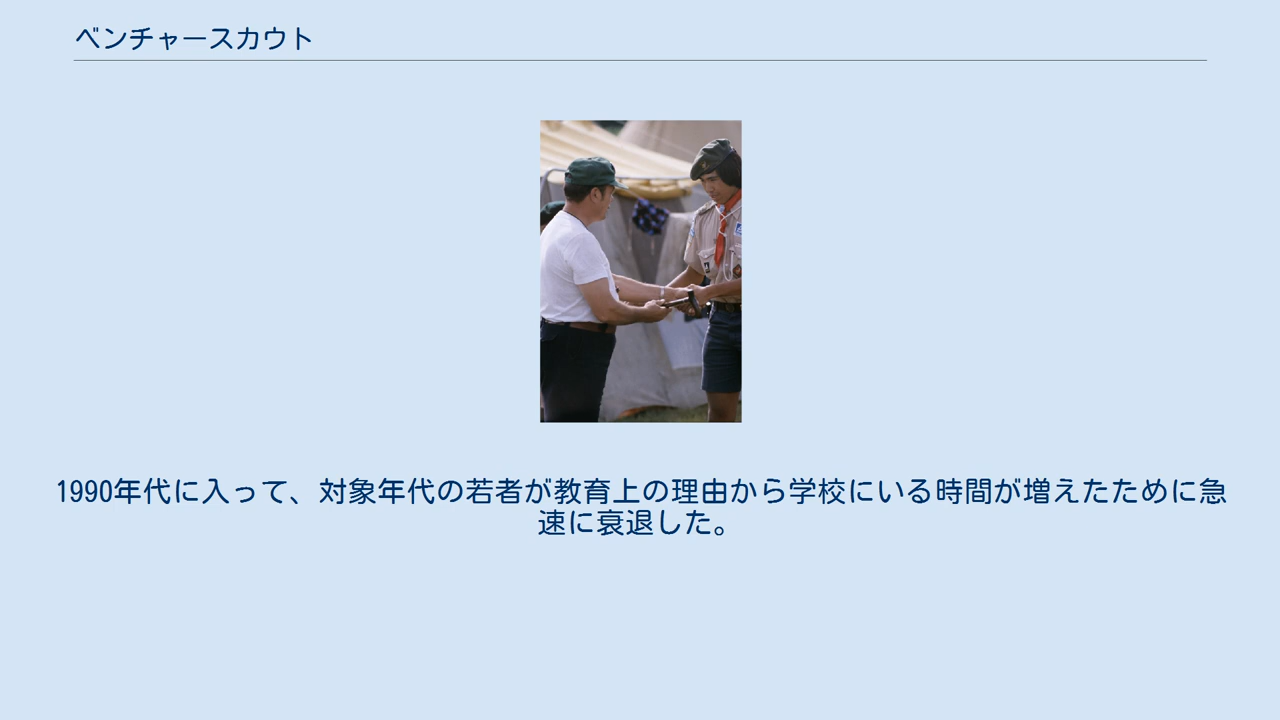 ベンチャースカウト
1990年代に入って、対象年代の若者が教育上の理由から学校にいる時間が増えたために急
速に衰退した。